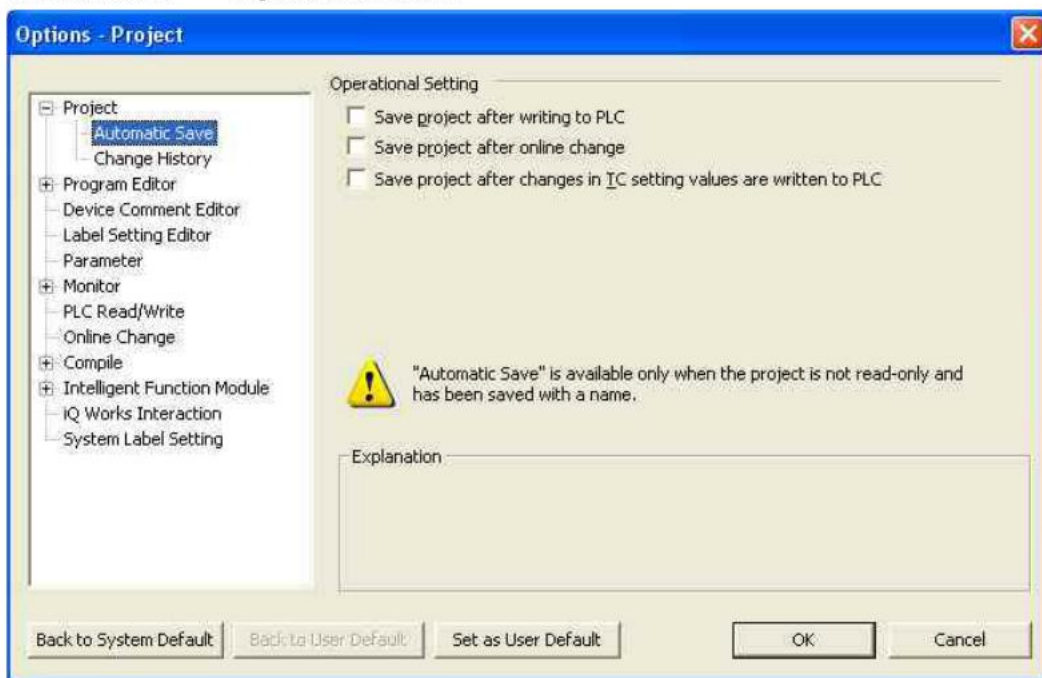 Options - Project
Project
Automatic Save
Change History
Program Editor
Device Comment Editor
Label Setting Editor
Parameter
Monitor
PLC Read/Write
Online Change
Compile
Intelligent Function Module
iQ Works Interaction
System Label Setting
Operational Setting
Save project after writing to PLC
Save project after online change
Save project after changes in TC setting values are written to PLC
"Automatic Save" is available only when the project is not read-only and
has been saved with a name.
Explanation
Back to System Default
Back to User Default
Set as User Default
OK
Cancel